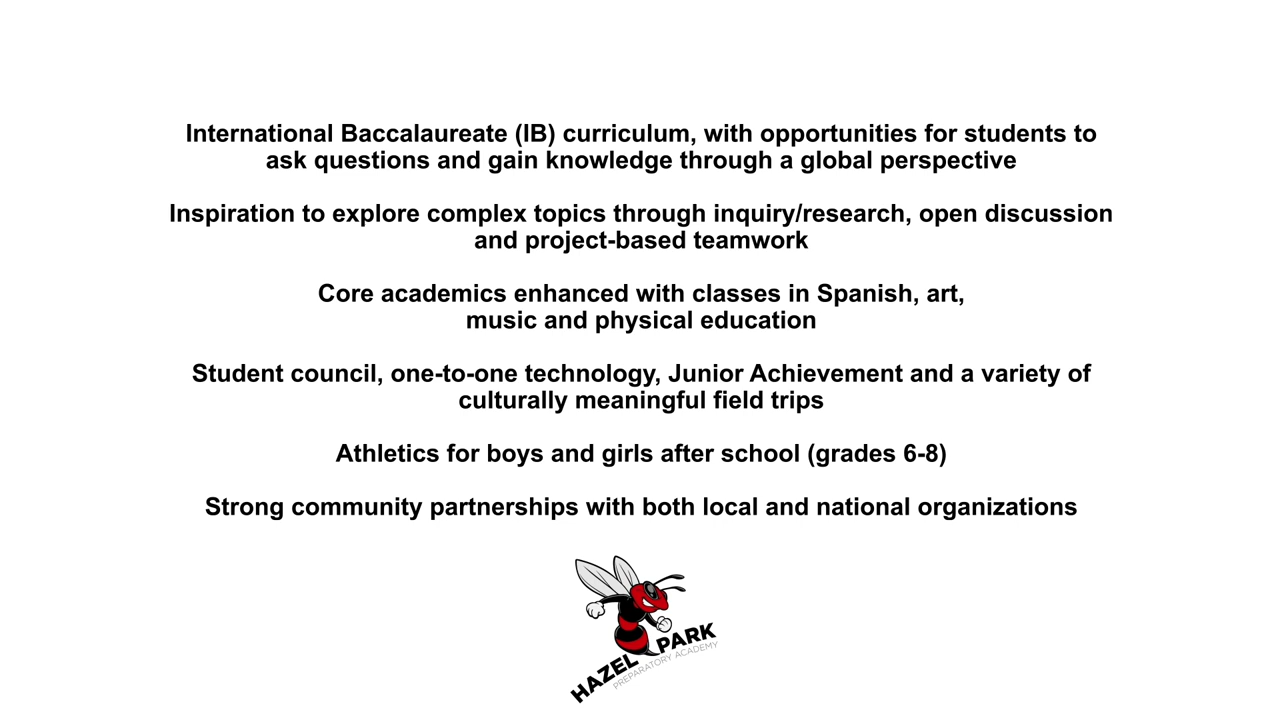 International Baccalaureate (IB) curriculum, with opportunities for students to
ask questions and gain knowledge through a global perspective
Inspiration to explore complex topics through inquiry/research, open discussion
and project-based teamwork
Core academics enhanced with classes in Spanish, art,
music and physical education
Student council, one-to-one technology, Junior Achievement and a variety of
culturally meaningful field trips
Athletics for boys and girls after school (grades 6-8)
Strong community partnerships with both local and national organizations
HAZEL PARK
PREPARATORY ACADEMY